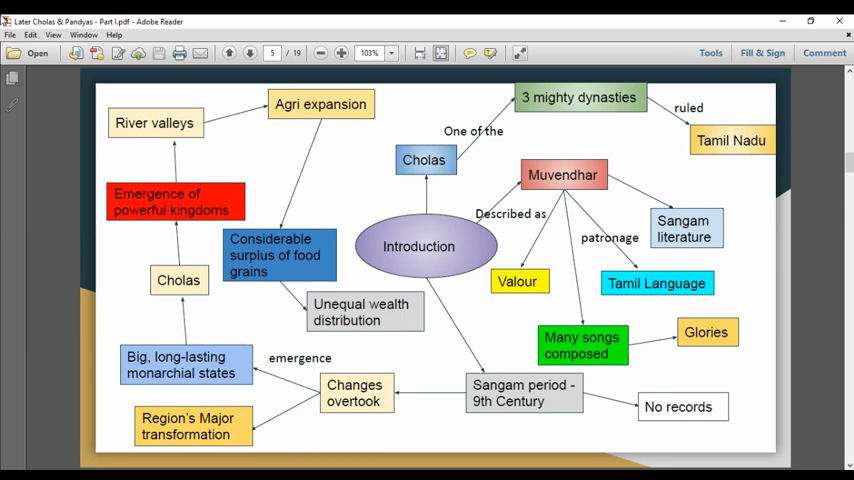 Later Cholas & Pandyas - Part I.pdf - Adobe Reader
File Edit View Window Help
Open
5 / 19
103%
Tools
Fill & Sign
Comment
River valleys
Agri expansion
3 mighty dynasties
ruled
Tamil Nadu
One of the
Cholas
Muvendhar
Emergence of
powerful kingdoms
Described as
Sangam
literature
Considerable
surplus of food
grains
Introduction
patronage
Cholas
Valour
Tamil Language
Unequal wealth
distribution
Many songs
composed
Glories
Big, long-lasting
monarchial states
emergence
Changes
overtook
Sangam period -
9th Century
No records
Region's Major
transformation